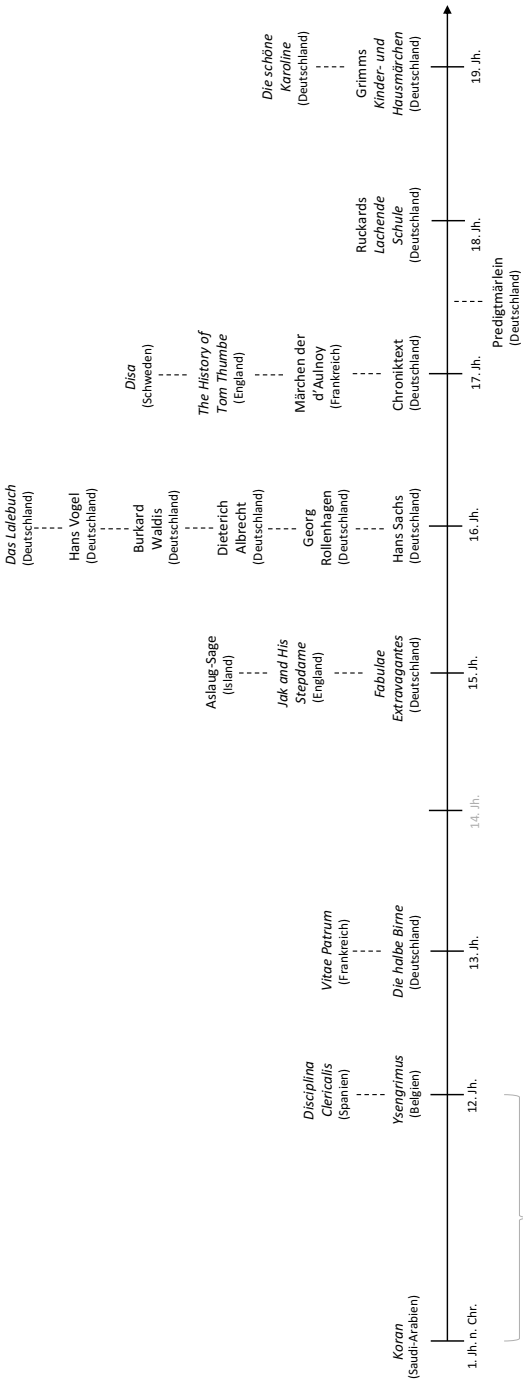 Koran
(Saudi-Arabien)
1. Jh. n. Chr.
Disciplina
Clericalis
(Spanien)
Ysengrimus
(Belgien)
12. Jh.
Vitae Patrum
(Frankreich)
Die halbe Birne
(Deutschland)
13. Jh.
14. Jh.
Aslaug-Sage
(Island)
Jak and His
Stepdame
(England)
Fabulae
Extravagantes
(Deutschland)
15. Jh.
Das Lalebuch
(Deutschland)
Hans Vogel
(Deutschland)
Burkard
Waldis
(Deutschland)
Dieterich
Albrecht
(Deutschland)
Georg
Rollenhagen
(Deutschland)
Hans Sachs
(Deutschland)
16. Jh.
Disa
(Schweden)
The History of
Tom Thumbe
(England)
Märchen der
d’Aulnoy
(Frankreich)
Chroniktext
(Deutschland)
17. Jh.
Predigtmärlein
(Deutschland)
Ruckards
Lachende
Schule
(Deutschland)
18. Jh.
Die schöne
Karoline
(Deutschland)
Grimms
Kinder- und
Hausmärchen
(Deutschland)
19. Jh.